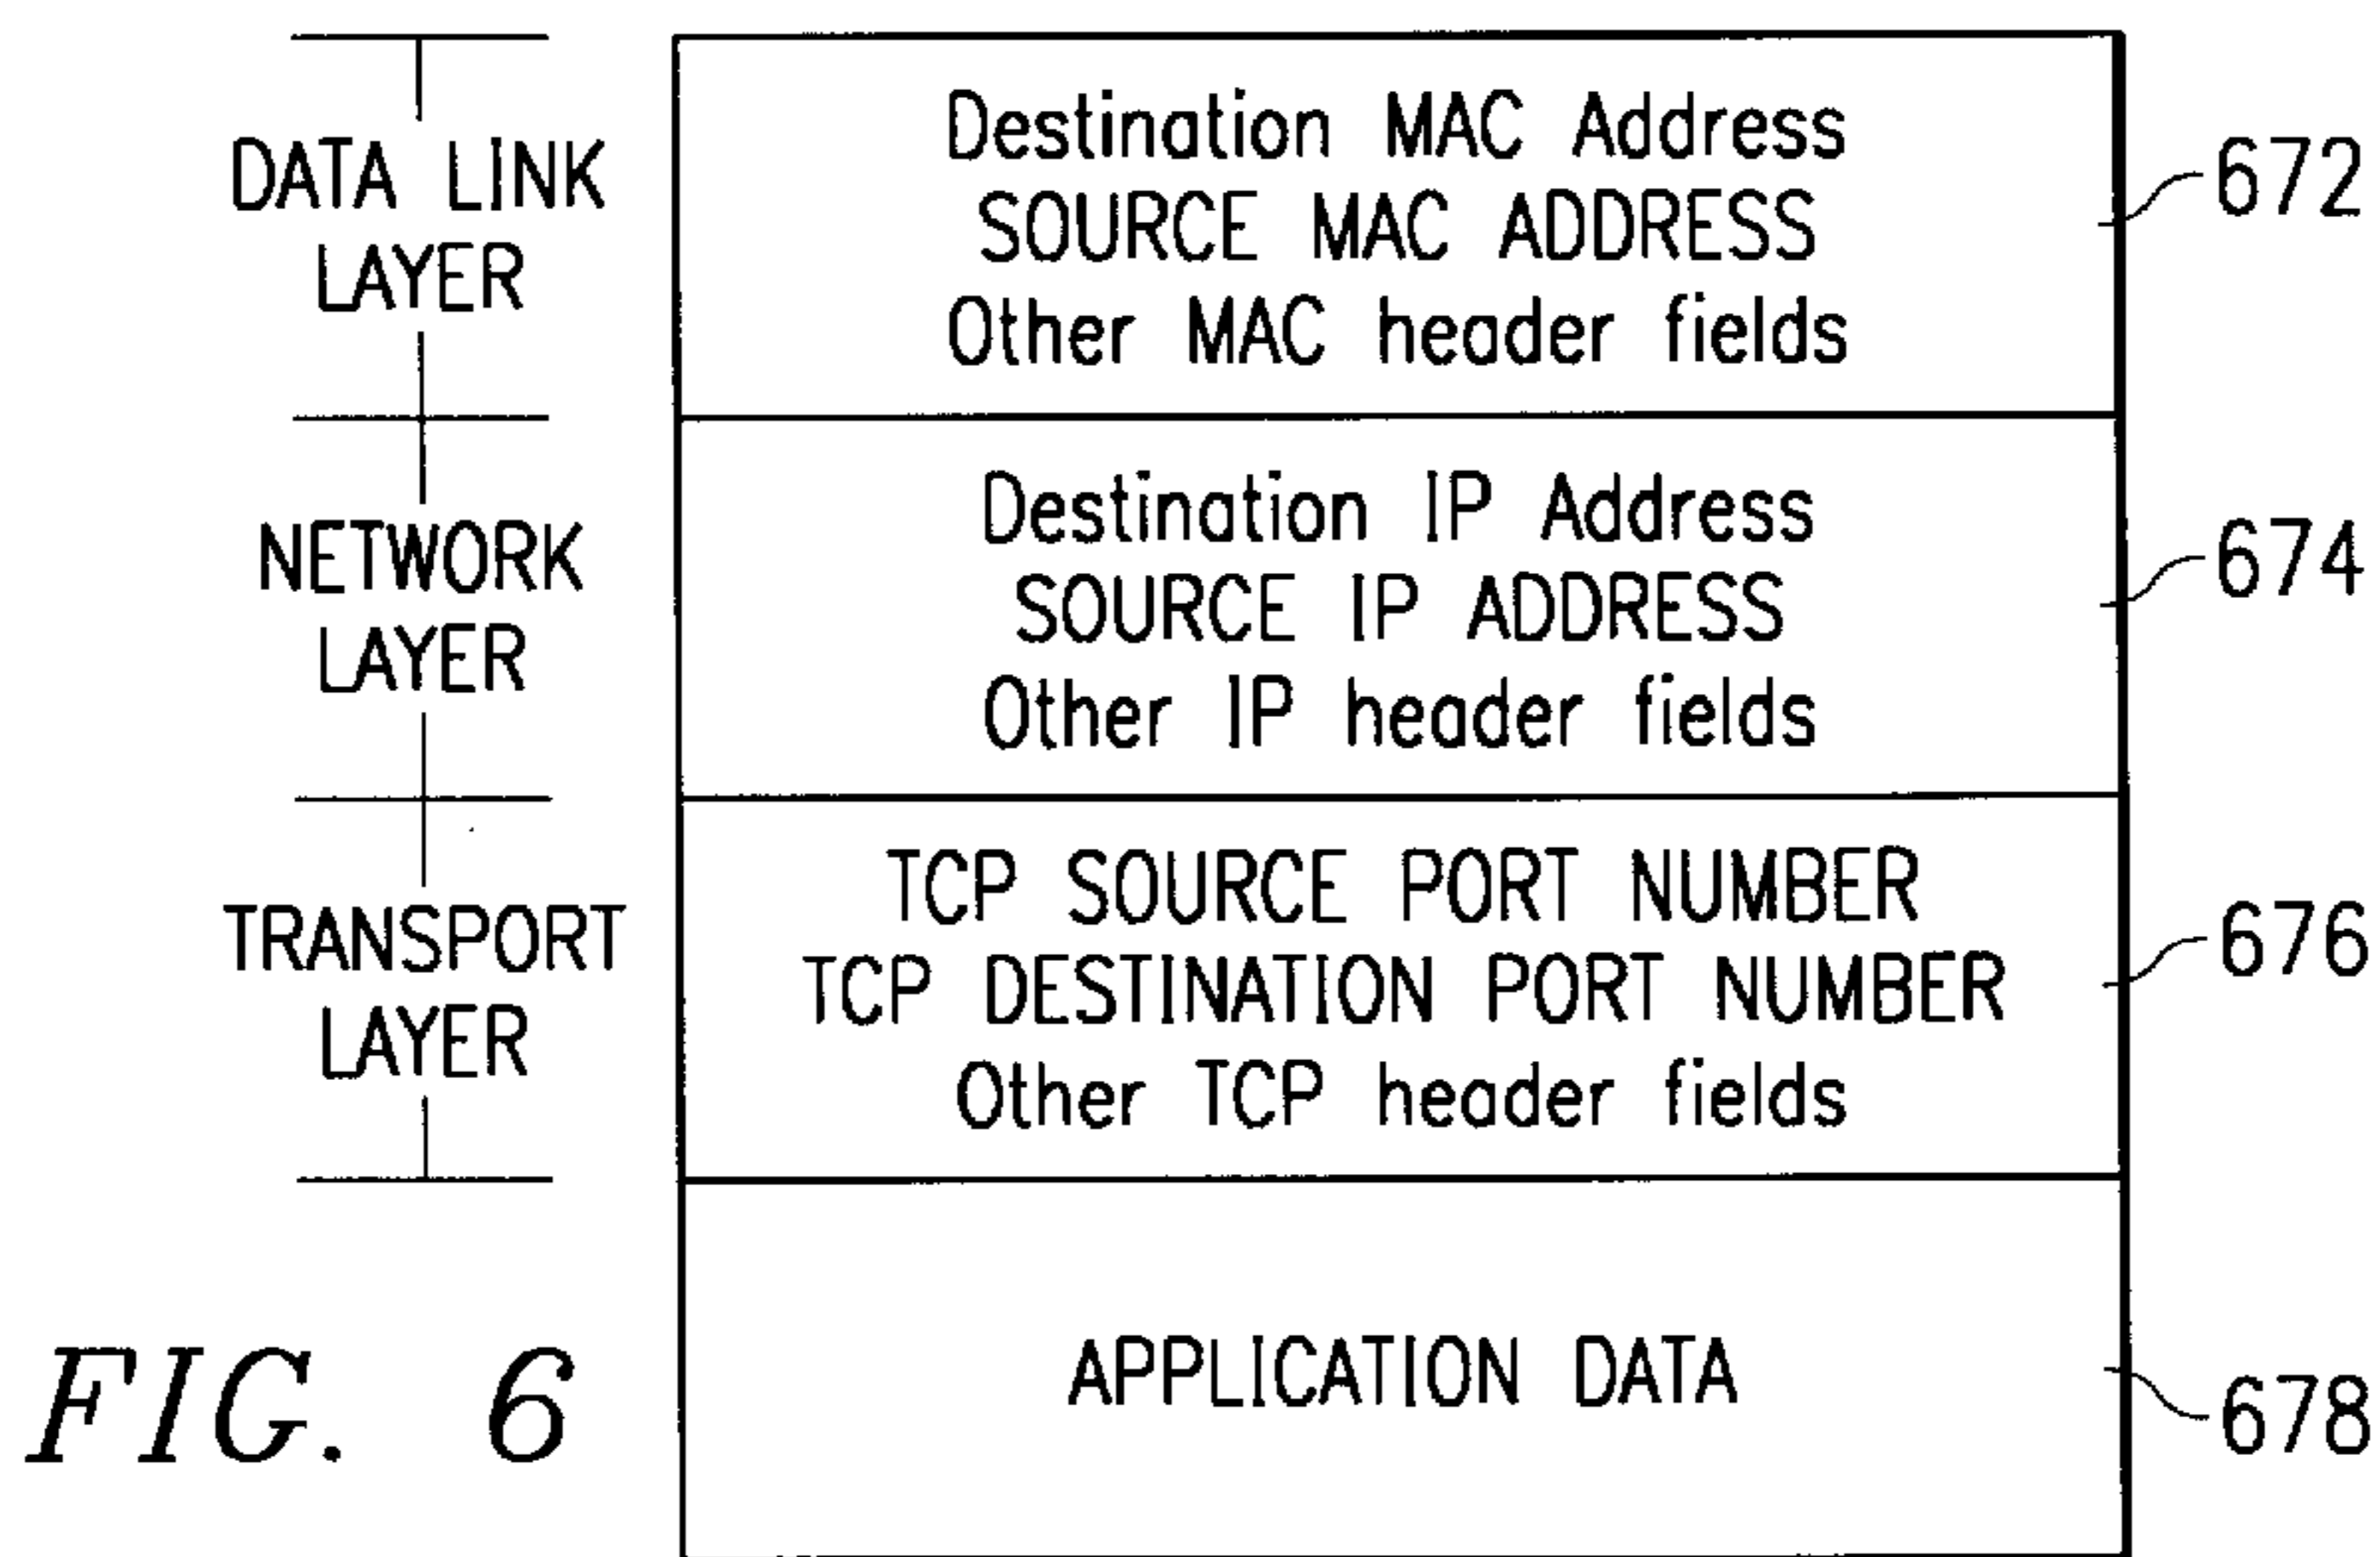 DATA LINK
LAYER
Destination MAC Address
SOURCE MAC ADDRESS
Other MAC header fields
672
NETWORK
LAYER
Destination IP Address
SOURCE IP ADDRESS
Other IP header fields
674
TRANSPORT
LAYER
TCP SOURCE PORT NUMBER
TCP DESTINATION PORT NUMBER
Other TCP header fields
676
APPLICATION DATA
678
FIG. 6